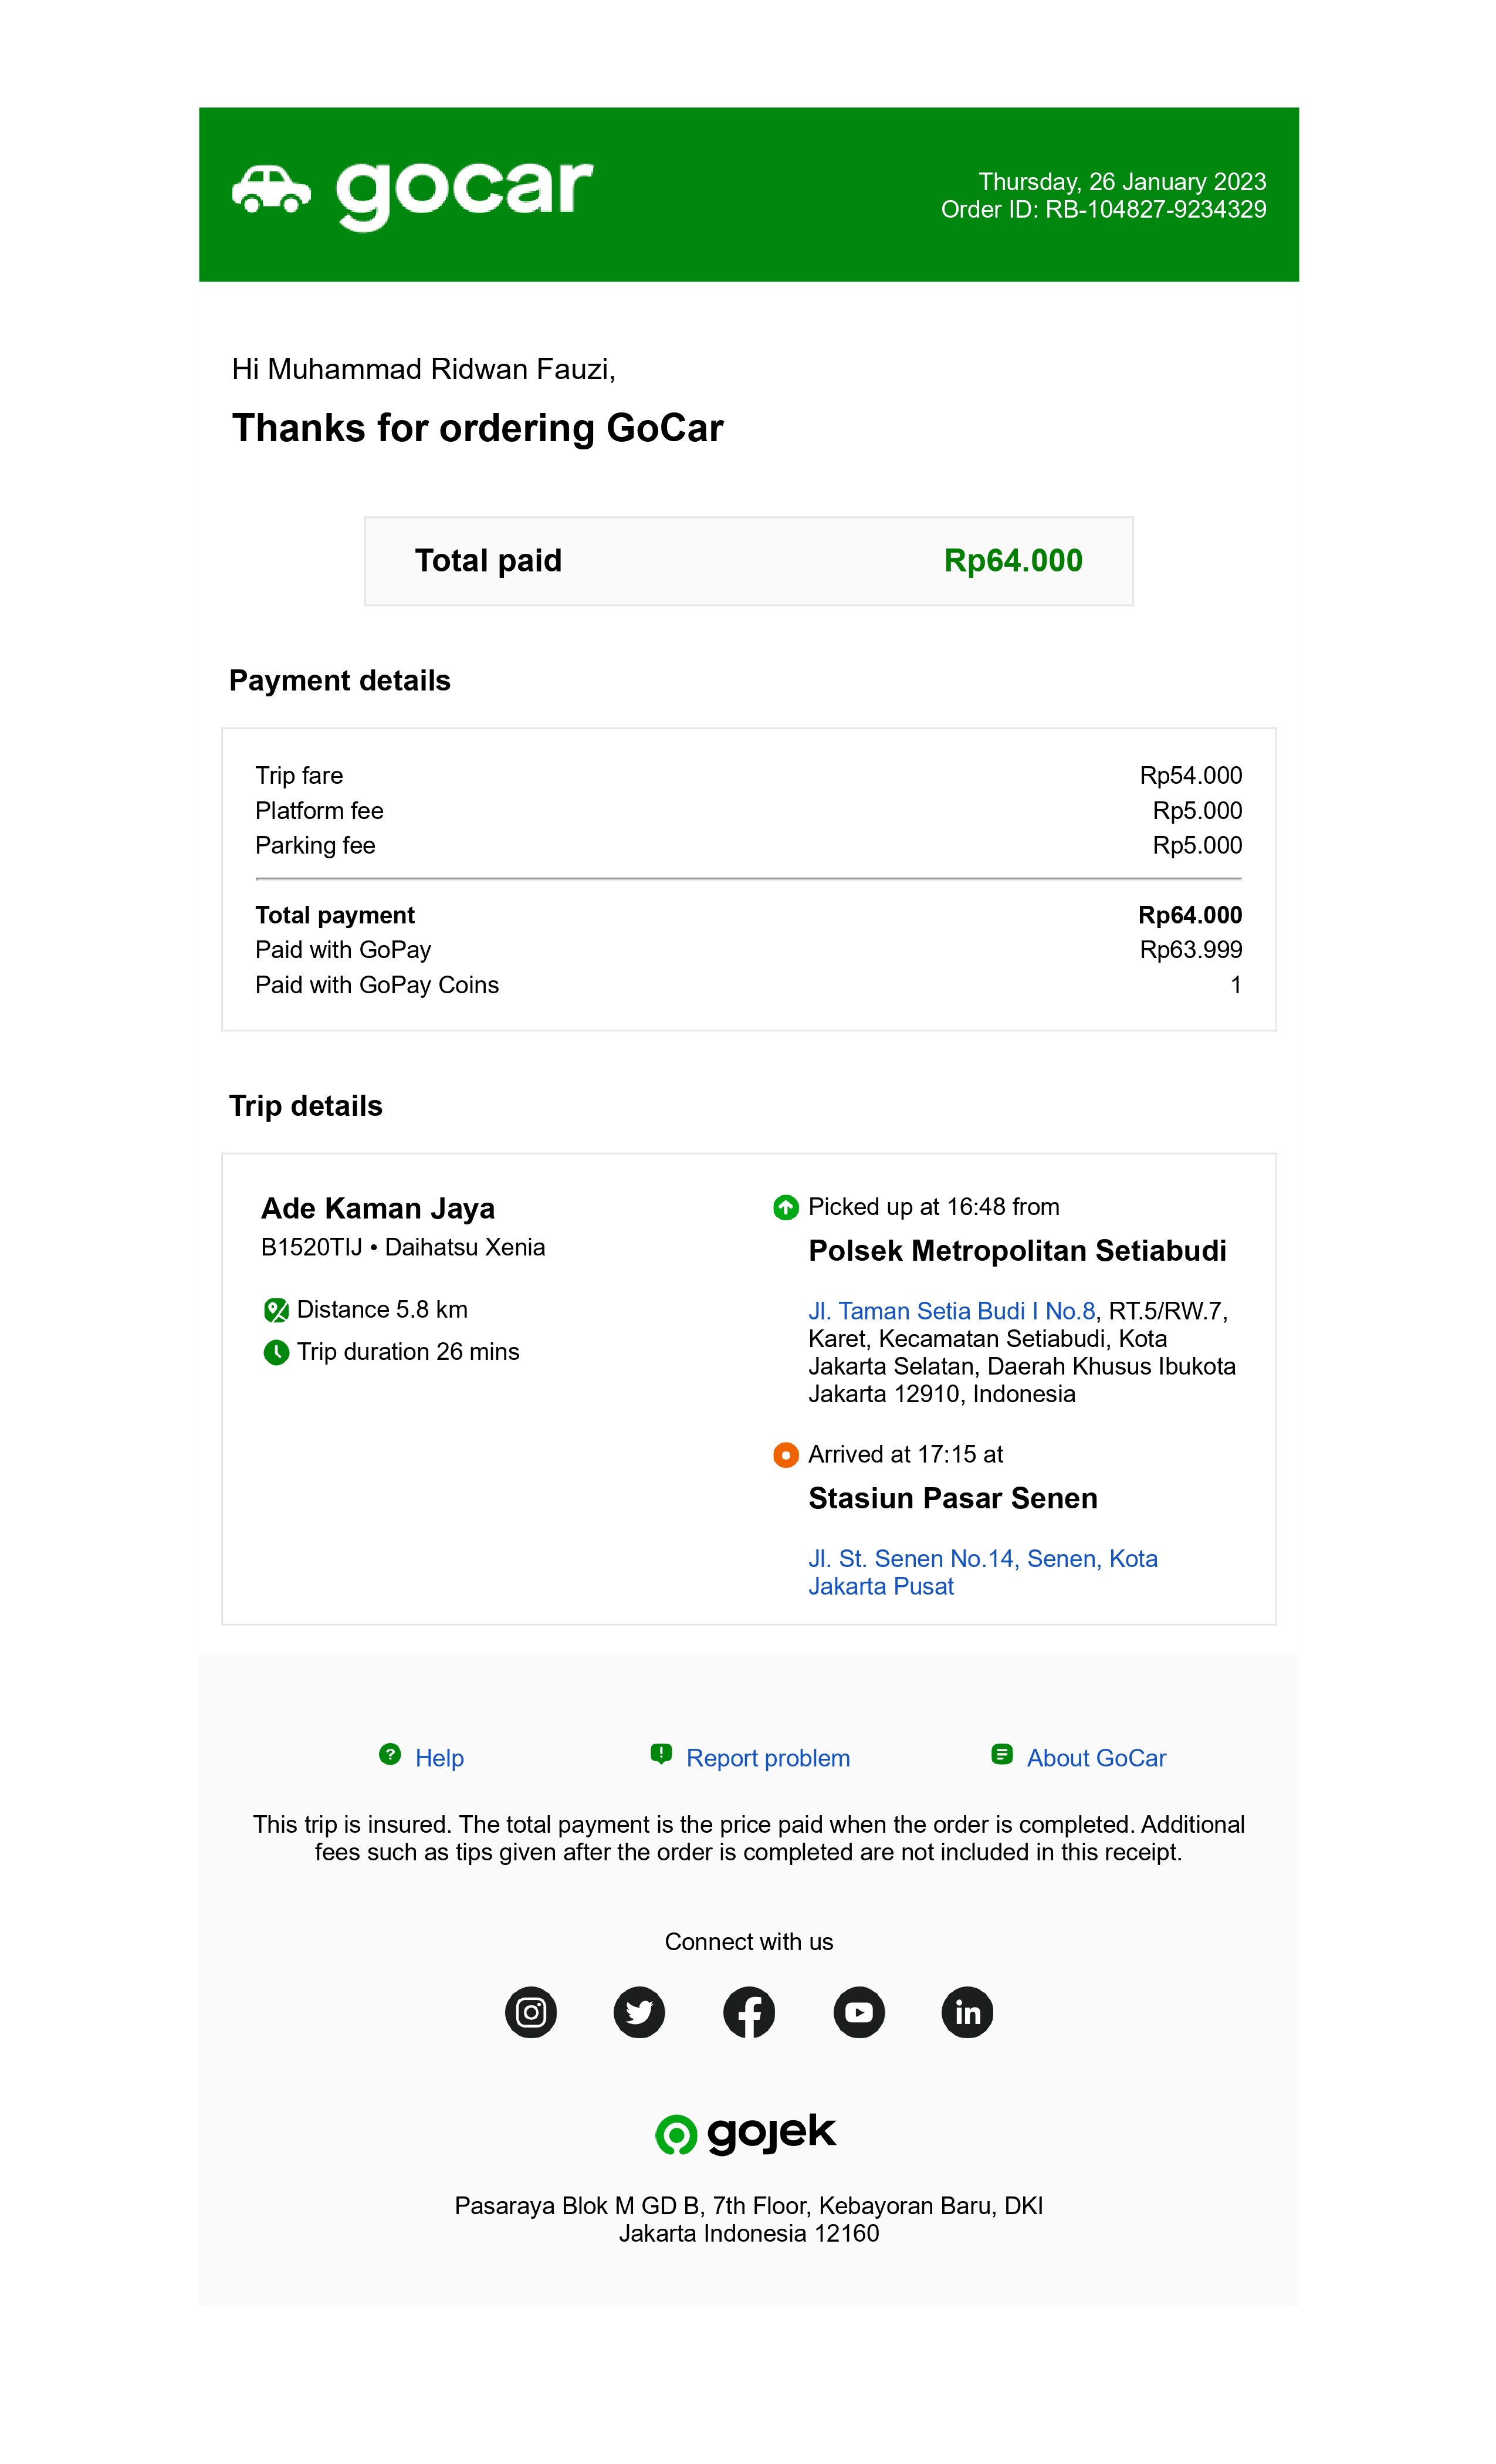 gocar
Thursday, 26 January 2023
Order ID: RB-104827-9234329
Hi Muhammad Ridwan Fauzi,
Thanks for ordering GoCar
Total paid Rp64.000
Payment details
Trip fare Rp54.000
Platform fee Rp5.000
Parking fee Rp5.000
Total payment Rp64.000
Paid with GoPay Rp63.999
Paid with GoPay Coins 1
Trip details
Ade Kaman Jaya
B1520TIJ • Daihatsu Xenia
Distance 5.8 km
Trip duration 26 mins
Picked up at 16:48 from
Polsek Metropolitan Setiabudi
Jl. Taman Setia Budi I No.8, RT.5/RW.7,
Karet, Kecamatan Setiabudi, Kota
Jakarta Selatan, Daerah Khusus Ibukota
Jakarta 12910, Indonesia
Arrived at 17:15 at
Stasiun Pasar Senen
Jl. St. Senen No.14, Senen, Kota
Jakarta Pusat
Help Report problem About GoCar
This trip is insured. The total payment is the price paid when the order is completed. Additional
fees such as tips given after the order is completed are not included in this receipt.
Connect with us
gojek
Pasaraya Blok M GD B, 7th Floor, Kebayoran Baru, DKI
Jakarta Indonesia 12160